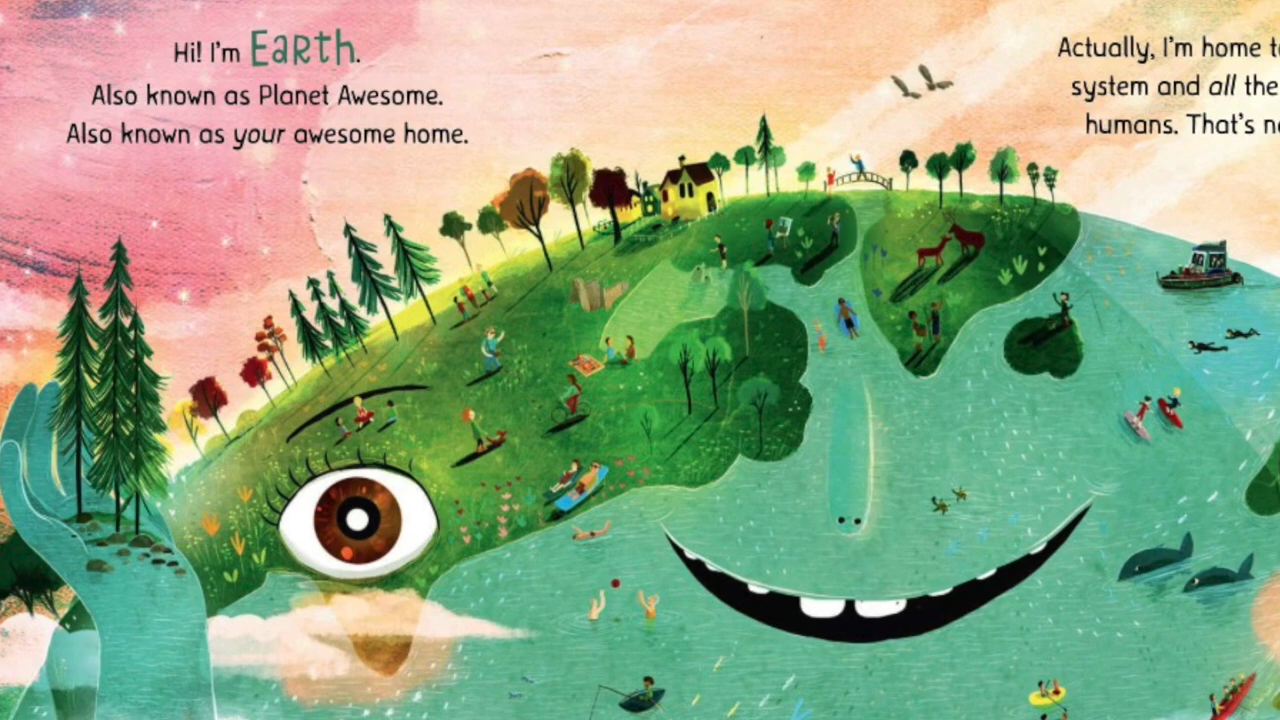 Hi! I'm Earth.
Also known as Planet Awesome.
Also known as your awesome home.
Actually, I'm home
system and all the
humans. That's